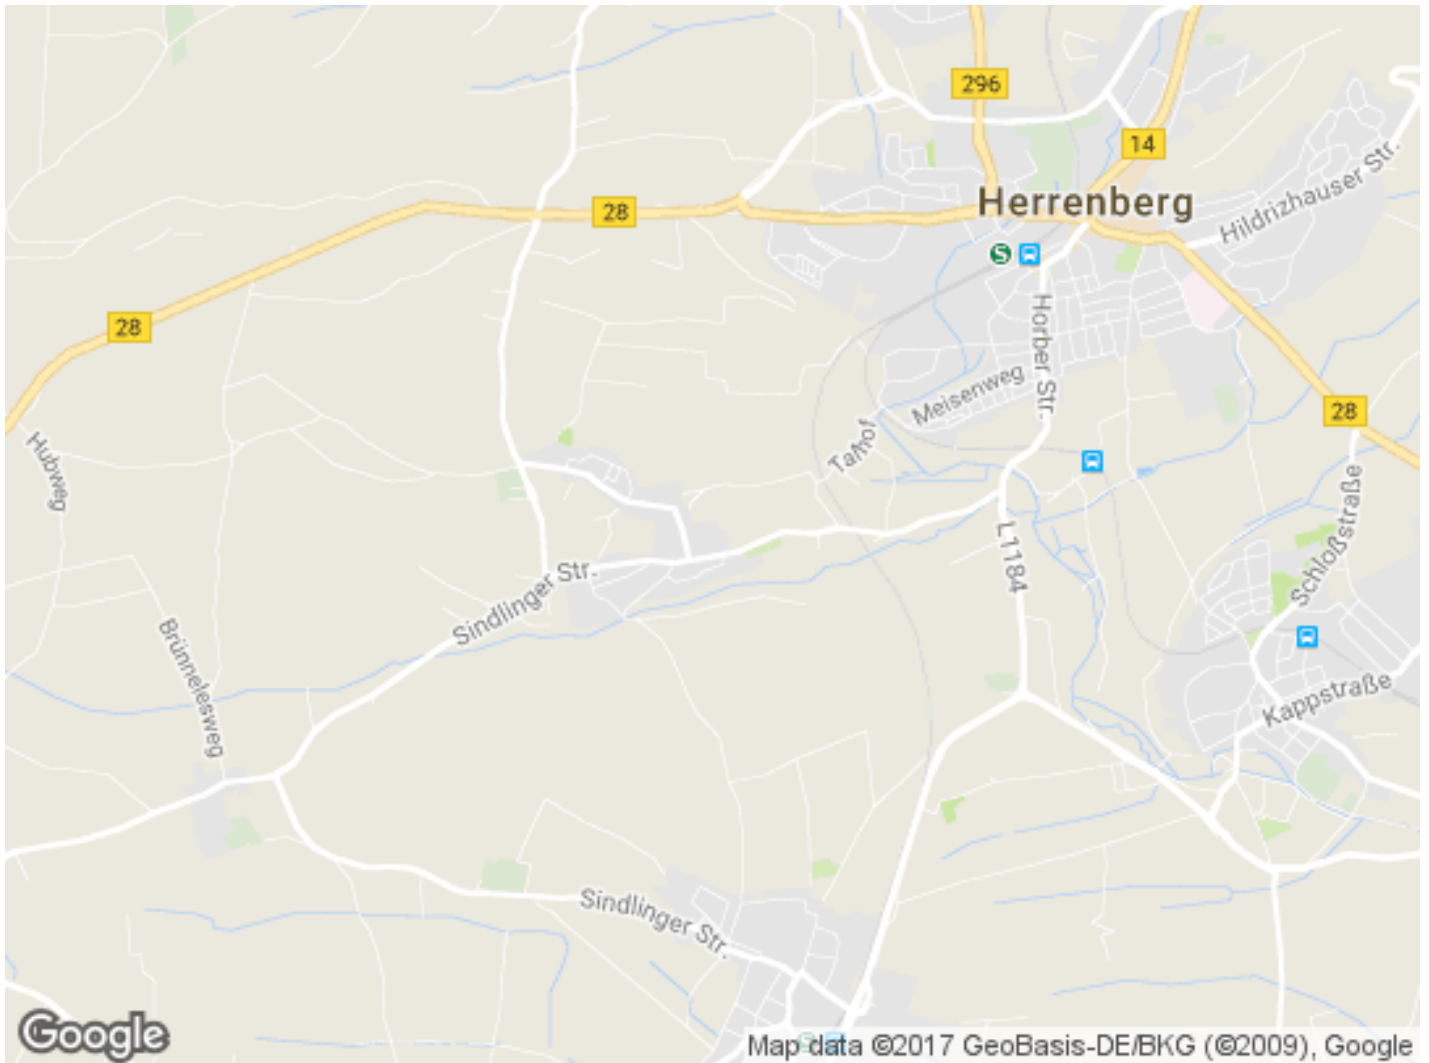 296
14
Hildrizhauser Str.
28
Herrenberg
S
28
Horber Str.
Meisenweg
28
Hubweg
Talhof
Schloßstraße
L1184
Sindlinger Str.
Brünnelesweg
Kappstraße
Sindlinger Str.
Google
Map data ©2017 GeoBasis-DE/BKG (©2009), Google